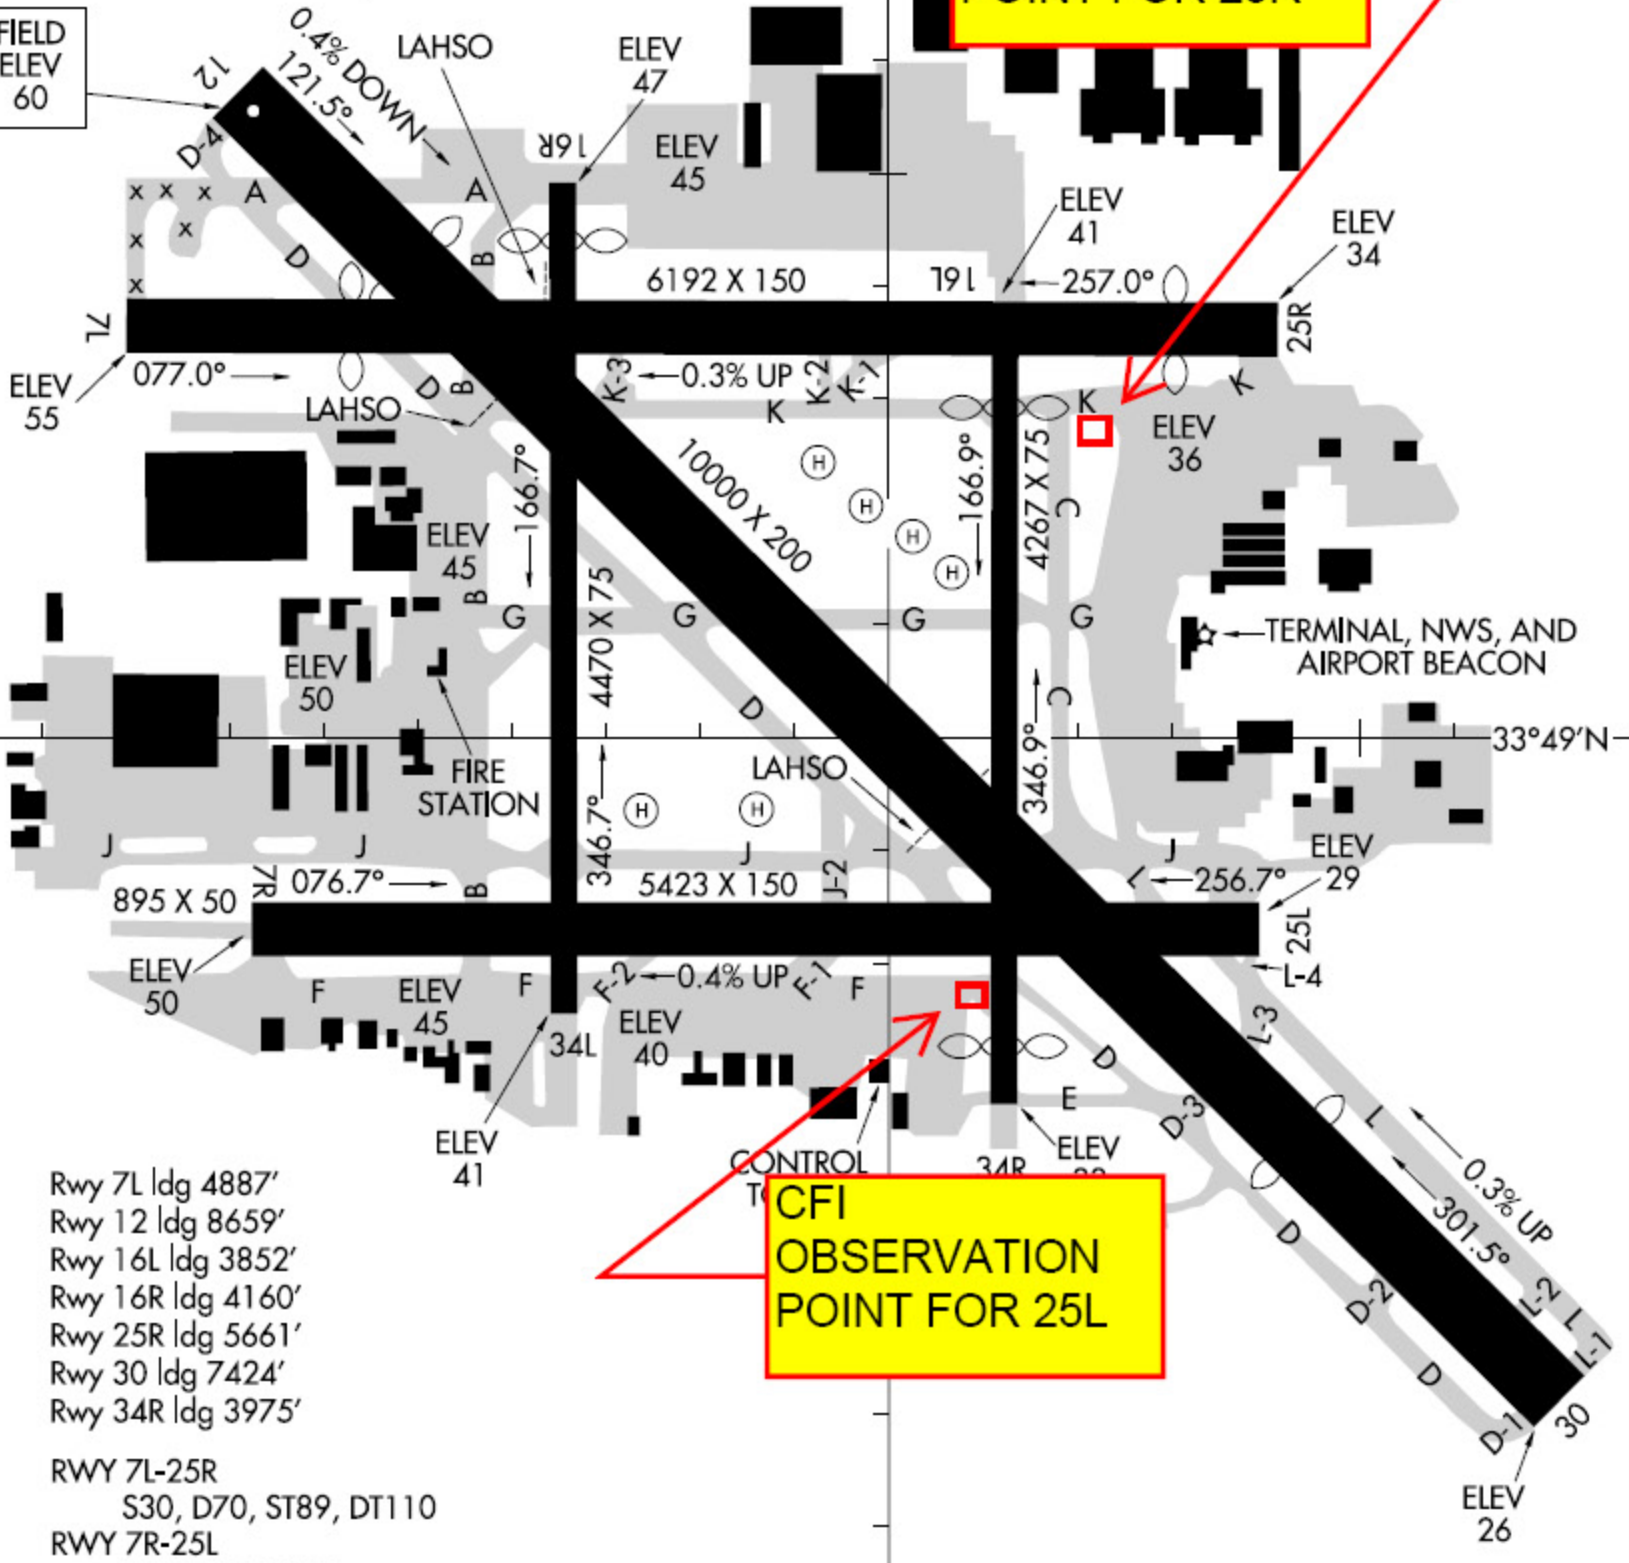 POINT FOR 25R
FIELD
ELEV
60
12
0.4% DOWN
121.5°
LAHSO
ELEV
47
D-4
16R
ELEV
45
A
A
x x x
x
x
x
D
B
ELEV
41
ELEV
34
6192 X 150
16L
257.0°
7L
25R
ELEV
55
077.0°
D
B
K-3
0.3% UP
K-2
K-1
K
K
K
LAHSO
ELEV
36
166.7°
10000 X 200
166.9°
4267 X 75
C
H
H
H
H
ELEV
45
B
G
G
G
G
4470 X 75
ELEV
50
TERMINAL, NWS, AND
AIRPORT BEACON
D
C
33°49'N
FIRE
STATION
LAHSO
346.9°
346.7°
H
H
J
J
J
J
J-2
ELEV
29
7R
076.7°
B
5423 X 150
L
256.7°
895 X 50
25L
L-4
ELEV
50
F
ELEV
45
F
F-2
0.4% UP
F-1
F
L-3
34L
ELEV
40
D
E
D-3
L
ELEV
41
CONTROL
34R
ELEV
0.3% UP
301.5°
CFI
OBSERVATION
POINT FOR 25L
D
D-2
L-2
L
L-1
D
D-1
30
ELEV
26
Rwy 7L ldg 4887'
Rwy 12 ldg 8659'
Rwy 16L ldg 3852'
Rwy 16R ldg 4160'
Rwy 25R ldg 5661'
Rwy 30 ldg 7424'
Rwy 34R ldg 3975'
RWY 7L-25R
S30, D70, ST89, DT110
RWY 7R-25L